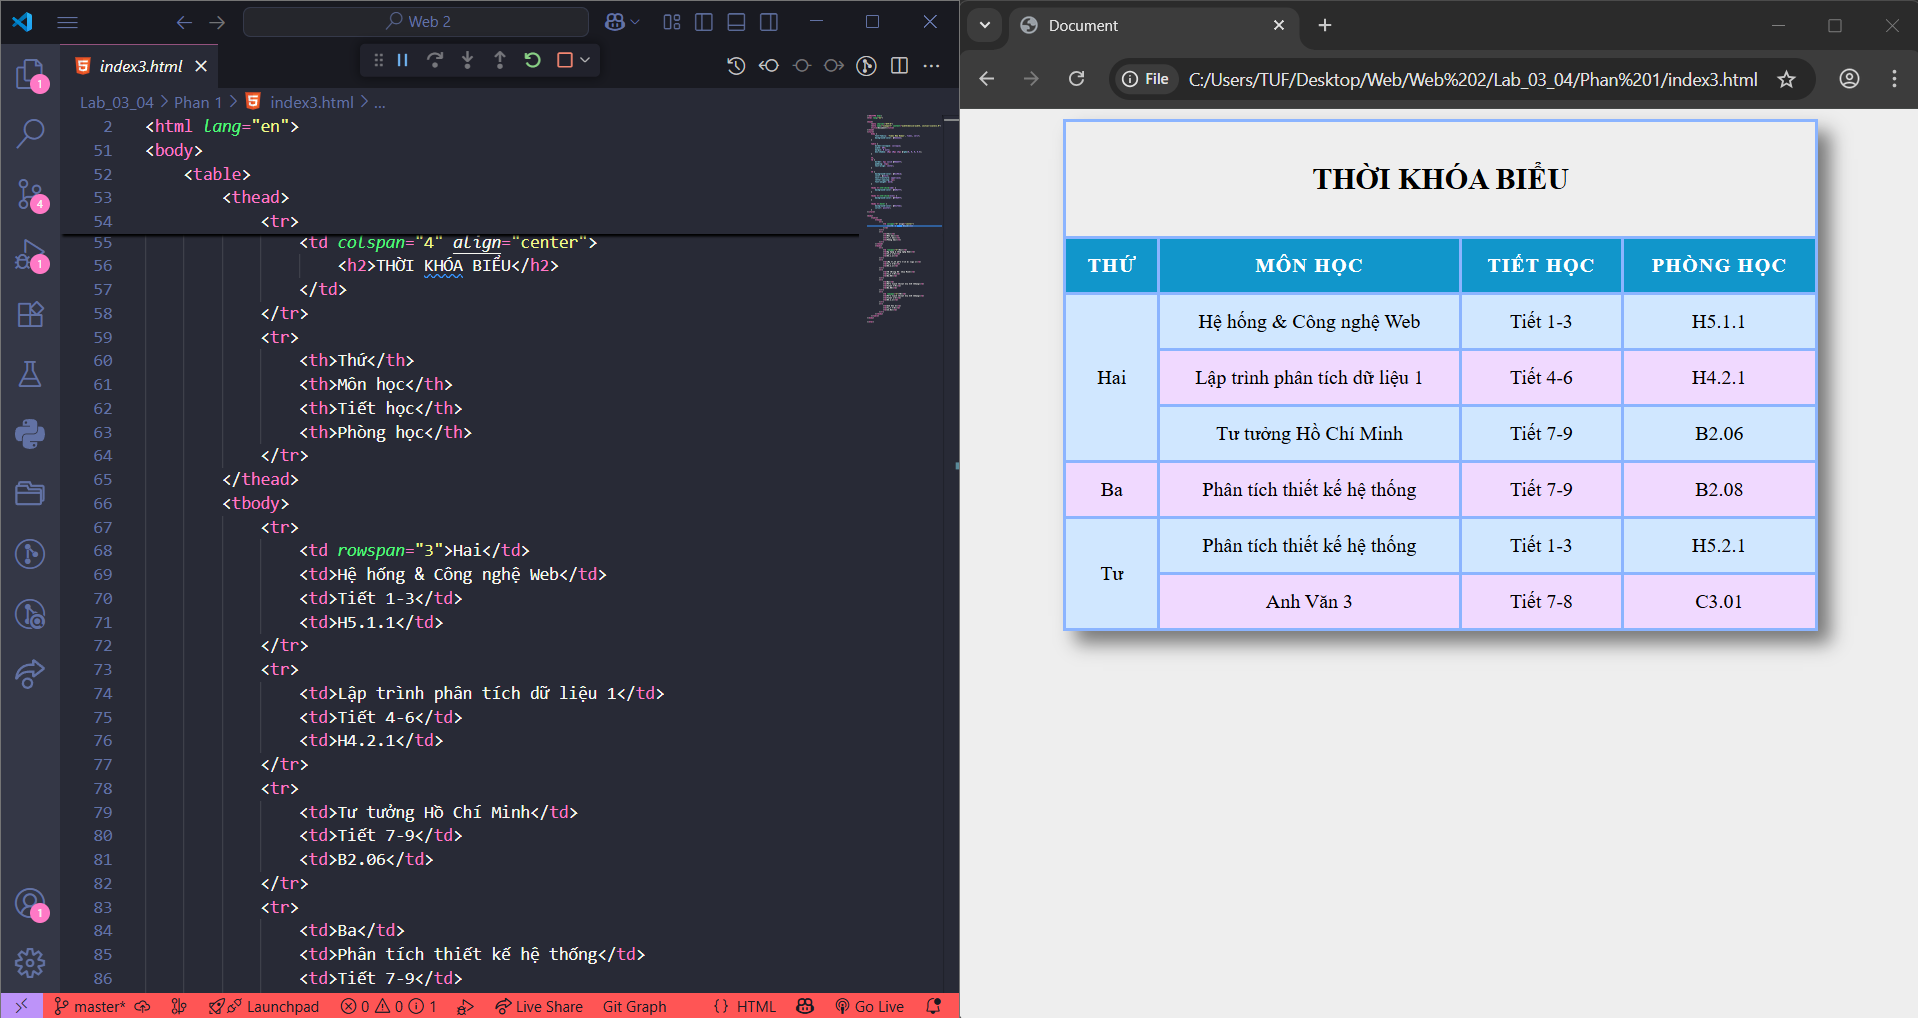 Web 2
index3.html
Lab_03_04 > Phan 1 > index3.html > ...
2 <html lang="en">
51 <body>
52 <table>
53 <thead>
54 <tr>
55 <td colspan="4" align="center">
56 <h2>THỜI KHÓA BIỂU</h2>
57 </td>
58 </tr>
59 <tr>
60 <th>Thứ</th>
61 <th>Môn học</th>
62 <th>Tiết học</th>
63 <th>Phòng học</th>
64 </tr>
65 </thead>
66 <tbody>
67 <tr>
68 <td rowspan="3">Hai</td>
69 <td>Hệ hống & Công nghệ Web</td>
70 <td>Tiết 1-3</td>
71 <td>H5.1.1</td>
72 </tr>
73 <tr>
74 <td>Lập trình phân tích dữ liệu 1</td>
75 <td>Tiết 4-6</td>
76 <td>H4.2.1</td>
77 </tr>
78 <tr>
79 <td>Tư tưởng Hồ Chí Minh</td>
80 <td>Tiết 7-9</td>
81 <td>B2.06</td>
82 </tr>
83 <tr>
84 <td>Ba</td>
85 <td>Phân tích thiết kế hệ thống</td>
86 <td>Tiết 7-9</td>
1
4
1
1
master* Launchpad 0 0 1 Live Share Git Graph {} HTML Go Live
Document
File C:/Users/TUF/Desktop/Web/Web%202/Lab_03_04/Phan%201/index3.html
THỜI KHÓA BIỂU
THỨ MÔN HỌC TIẾT HỌC PHÒNG HỌC
Hệ hống & Công nghệ Web Tiết 1-3 H5.1.1
Hai Lập trình phân tích dữ liệu 1 Tiết 4-6 H4.2.1
Tư tưởng Hồ Chí Minh Tiết 7-9 B2.06
Ba Phân tích thiết kế hệ thống Tiết 7-9 B2.08
Phân tích thiết kế hệ thống Tiết 1-3 H5.2.1
Tư
Anh Văn 3 Tiết 7-8 C3.01